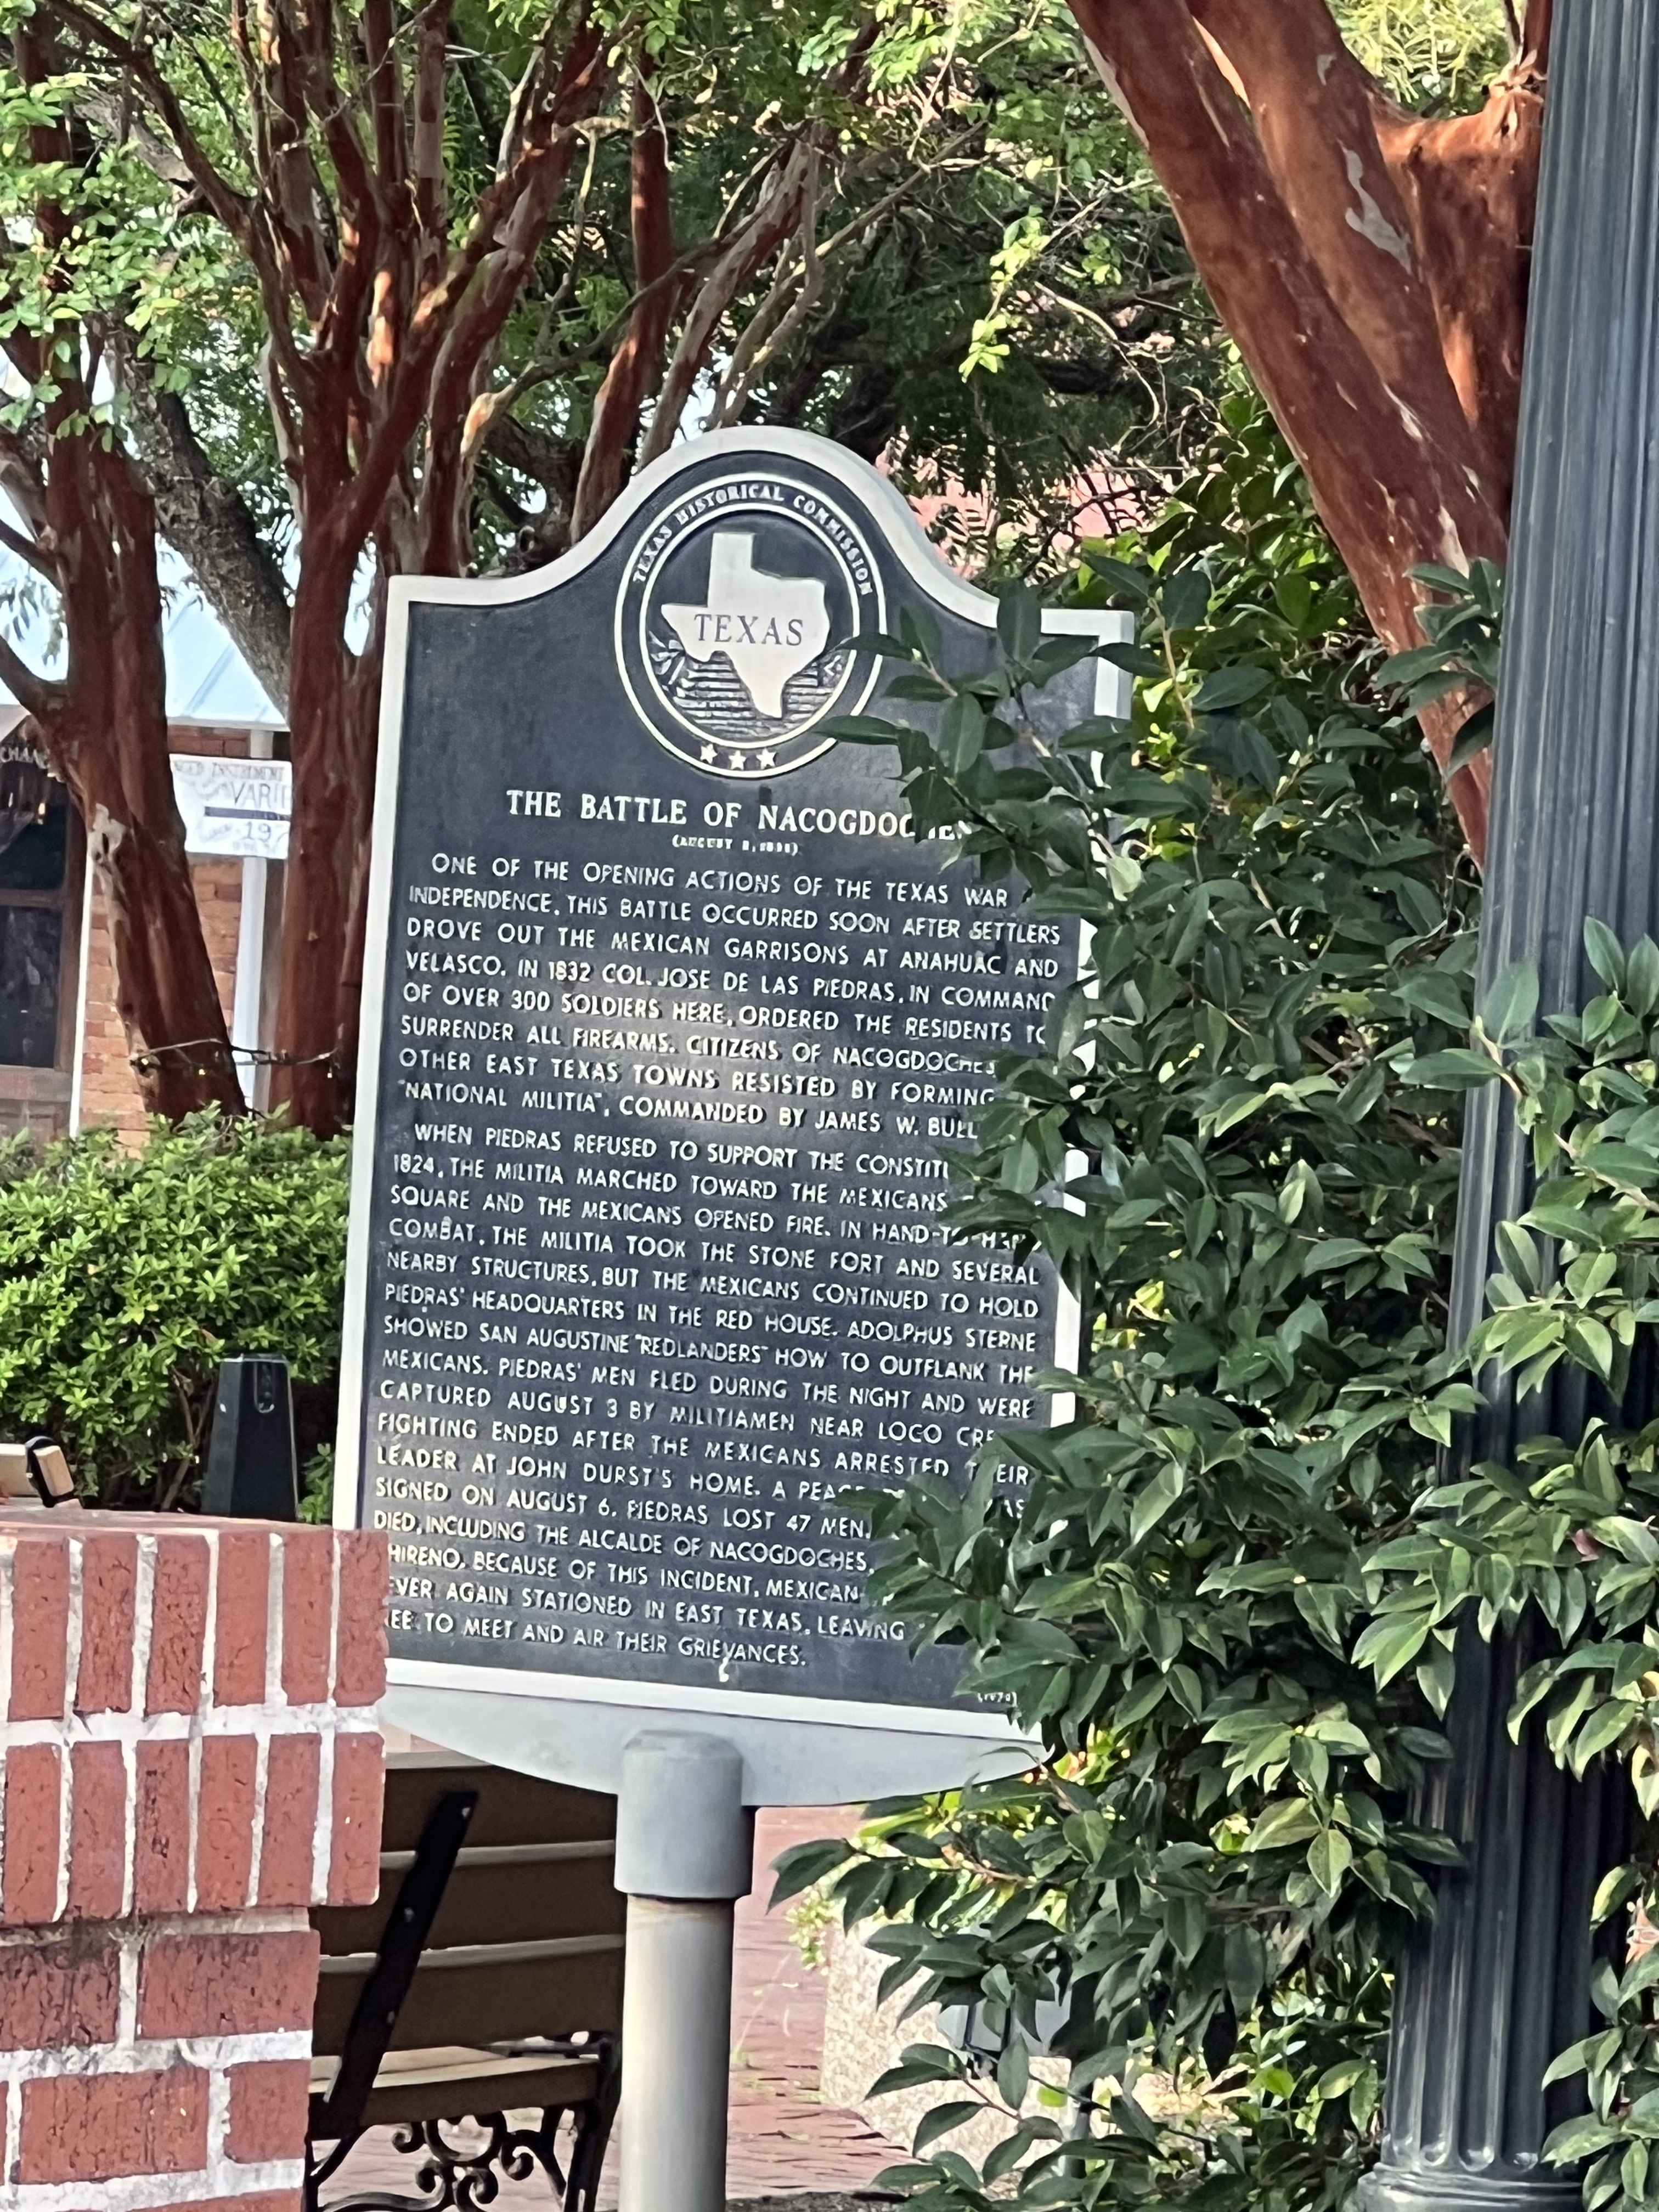 TEXAS HISTORICAL COMMISSION
TEXAS
THE BATTLE OF
ONE OF THE OPENING ACTIONS OF THE TEXAS WAR
INDEPENDENCE, THIS BATTLE OCCURRED SOON AFTER SETTLERS
DROVE OUT THE MEXICAN GARRISONS AT ANAHUAC AND
VELASCO. IN 1832 COL. JOSE DE LAS PIEDRAS, IN COMMAND
OF OVER 300 SOLDIERS HERE, ORDERED THE RESIDENTS TO
SURRENDER ALL FIREARMS. CITIZENS OF NACOGDOCHES
OTHER EAST TEXAS TOWNS RESISTED BY FORMING
"NATIONAL MILITIA", COMMANDED BY JAMES W. BULL
WHEN PIEDRAS REFUSED TO SUPPORT THE
1824, THE MILITIA MARCHED TOWARD THE MEXICANS
SQUARE AND THE MEXICANS OPENED FIRE. IN HAND-TO-HAND
COMBAT, THE MILITIA TOOK THE STONE FORT AND SEVERAL
NEARBY STRUCTURES, BUT THE MEXICANS CONTINUED TO HOLD
PIEDRAS' HEADQUARTERS IN THE RED HOUSE. ADOLPHUS STERNE
SHOWED SAN AUGUSTINE "REDLANDERS" HOW TO OUTFLANK THE
MEXICANS. PIEDRAS' MEN FLED DURING THE NIGHT AND WERE
CAPTURED AUGUST 3 BY MILITIAMEN NEAR LOCO
FIGHTING ENDED AFTER THE MEXICANS ARRESTED THEIR
LEADER AT JOHN DURST'S HOME. A
SIGNED ON AUGUST 6. PIEDRAS LOST 47 MEN.
DIED, INCLUDING THE ALCALDE OF NACOGDOCHES,
HIRENO. BECAUSE OF THIS INCIDENT, MEXICAN
EVER AGAIN STATIONED IN EAST TEXAS, LEAVING
TO MEET AND AIR THEIR GRIEVANCES.